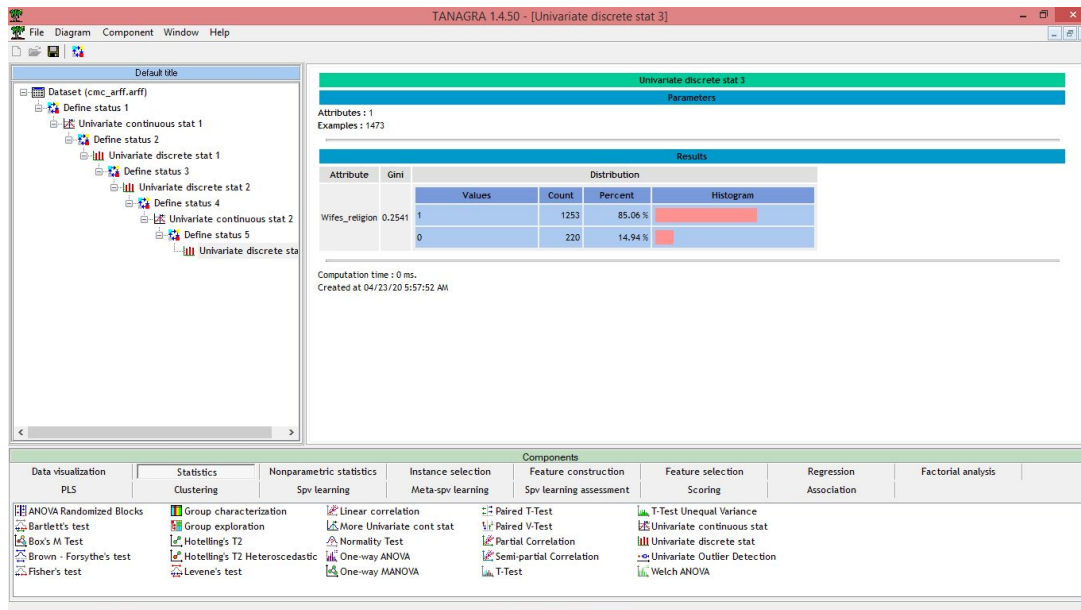 TANAGRA 1.4.50 - [Univariate discrete stat 3]
File Diagram Component Window Help
Default title
Dataset (cmc_arff.arff)
Define status 1
Univariate continuous stat 1
Define status 2
Univariate discrete stat 1
Define status 3
Univariate discrete stat 2
Define status 4
Univariate continuous stat 2
Define status 5
Univariate discrete sta
Univariate discrete stat 3
Parameters
Attributes : 1
Examples : 1473
Results
Attribute Gini Distribution
Values Count Percent Histogram
Wifes_religion 0.2541
1 1253 85.06 %
0 220 14.94 %
Computation time : 0 ms.
Created at 04/23/20 5:57:52 AM
Components
Data visualization Statistics Nonparametric statistics Instance selection Feature construction Feature selection Regression Factorial analysis
PLS Clustering Spv learning Meta-spv learning Spv learning assessment Scoring Association
ANOVA Randomized Blocks Group characterization Linear correlation Paired T-Test T-Test Unequal Variance
Bartlett's test Group exploration More Univariate cont stat Paired V-Test Univariate continuous stat
Box's M Test Hotelling's T2 Normality Test Partial Correlation Univariate discrete stat
Brown - Forsythe's test Hotelling's T2 Heteroscedastic One-way ANOVA Semi-partial Correlation Univariate Outlier Detection
Fisher's test Levene's test One-way MANOVA T-Test Welch ANOVA